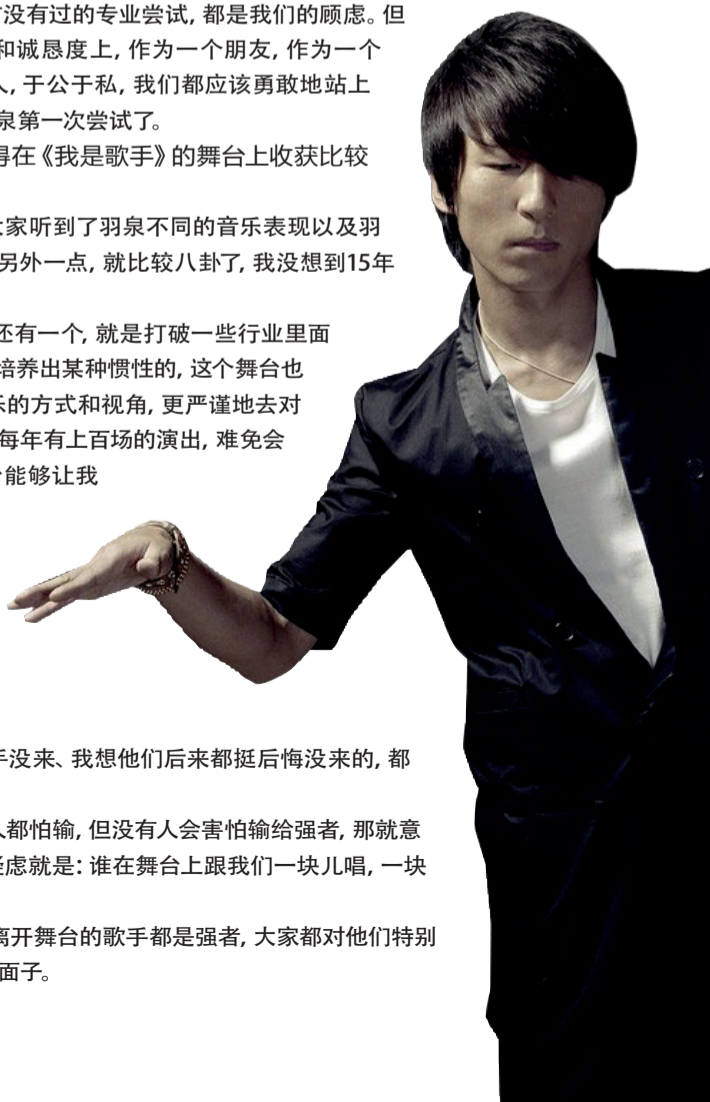 没有过的专业尝试, 都是我们的顾虑。但
和诚恳度上, 作为一个朋友, 作为一个
人, 于公于私, 我们都应该勇敢地站上
泉第一次尝试了。
得在《我是歌手》的舞台上收获比较
大家听到了羽泉不同的音乐表现以及羽
另外一点, 就比较八卦了, 我没想到15年
还有一个, 就是打破一些行业里面
培养出某种惯性的, 这个舞台也
乐的方式和视角, 更严谨地去对
每年有上百场的演出, 难免会
能够让我
手没来、我想他们后来都挺后悔没来的, 都
人都怕输, 但没有人会害怕输给强者, 那就意
虑就是: 谁在舞台上跟我们一块儿唱, 一块
离开舞台的歌手都是强者, 大家都对他们特别
面子。